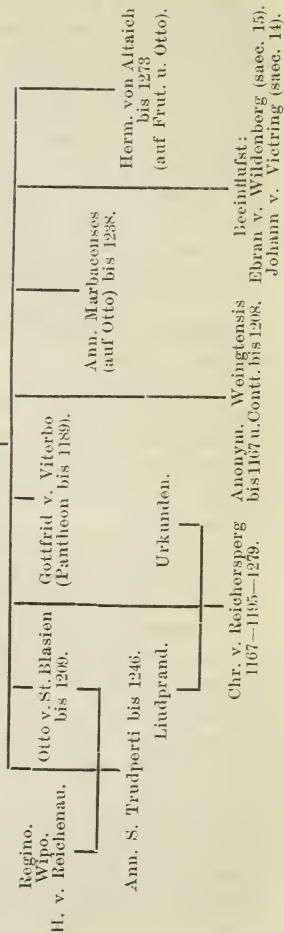 Regino.
Wipo.
H. v. Reichenau.
Otto v. St. Blasien
bis 1209.
Gottfrid v. Viterbo
(Pantheon bis 1189).
Ann. Marbacenses
(auf Otto) bis 1238.
Herm. von Altaich
bis 1273
(auf Frut. u. Otto).
Ann. S. Trudperti bis 1246.
Liudprand.
Urkunden.
Chr. v. Reichersperg
1167—1195—1279.
Anonym. Weingtensis
bis 1167 u. Contt. bis 1208.
Beeinflufst:
Ebran v. Wildenberg (saec. 15).
Johann v. Victring (saec. 14).